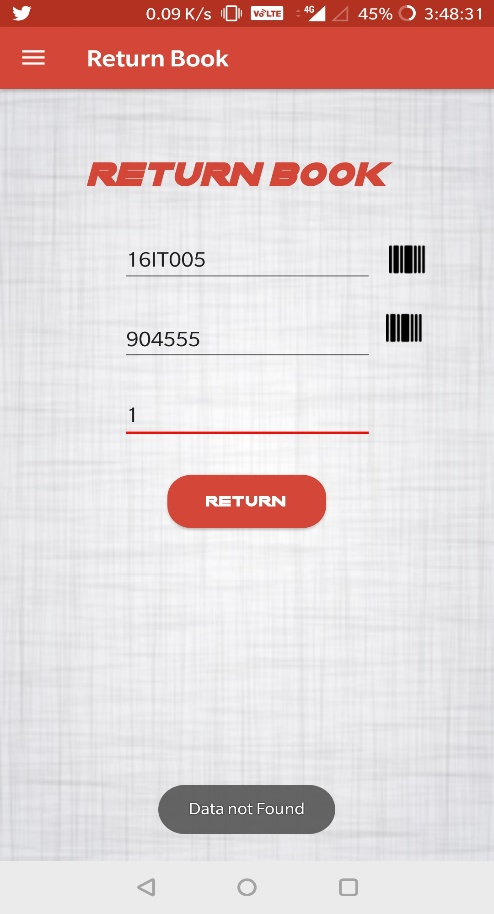 0.09 K/s VoLTE 4G 45% 3:48:31
Return Book
RETURN BOOK
16IT005
904555
1
RETURN
Data not Found